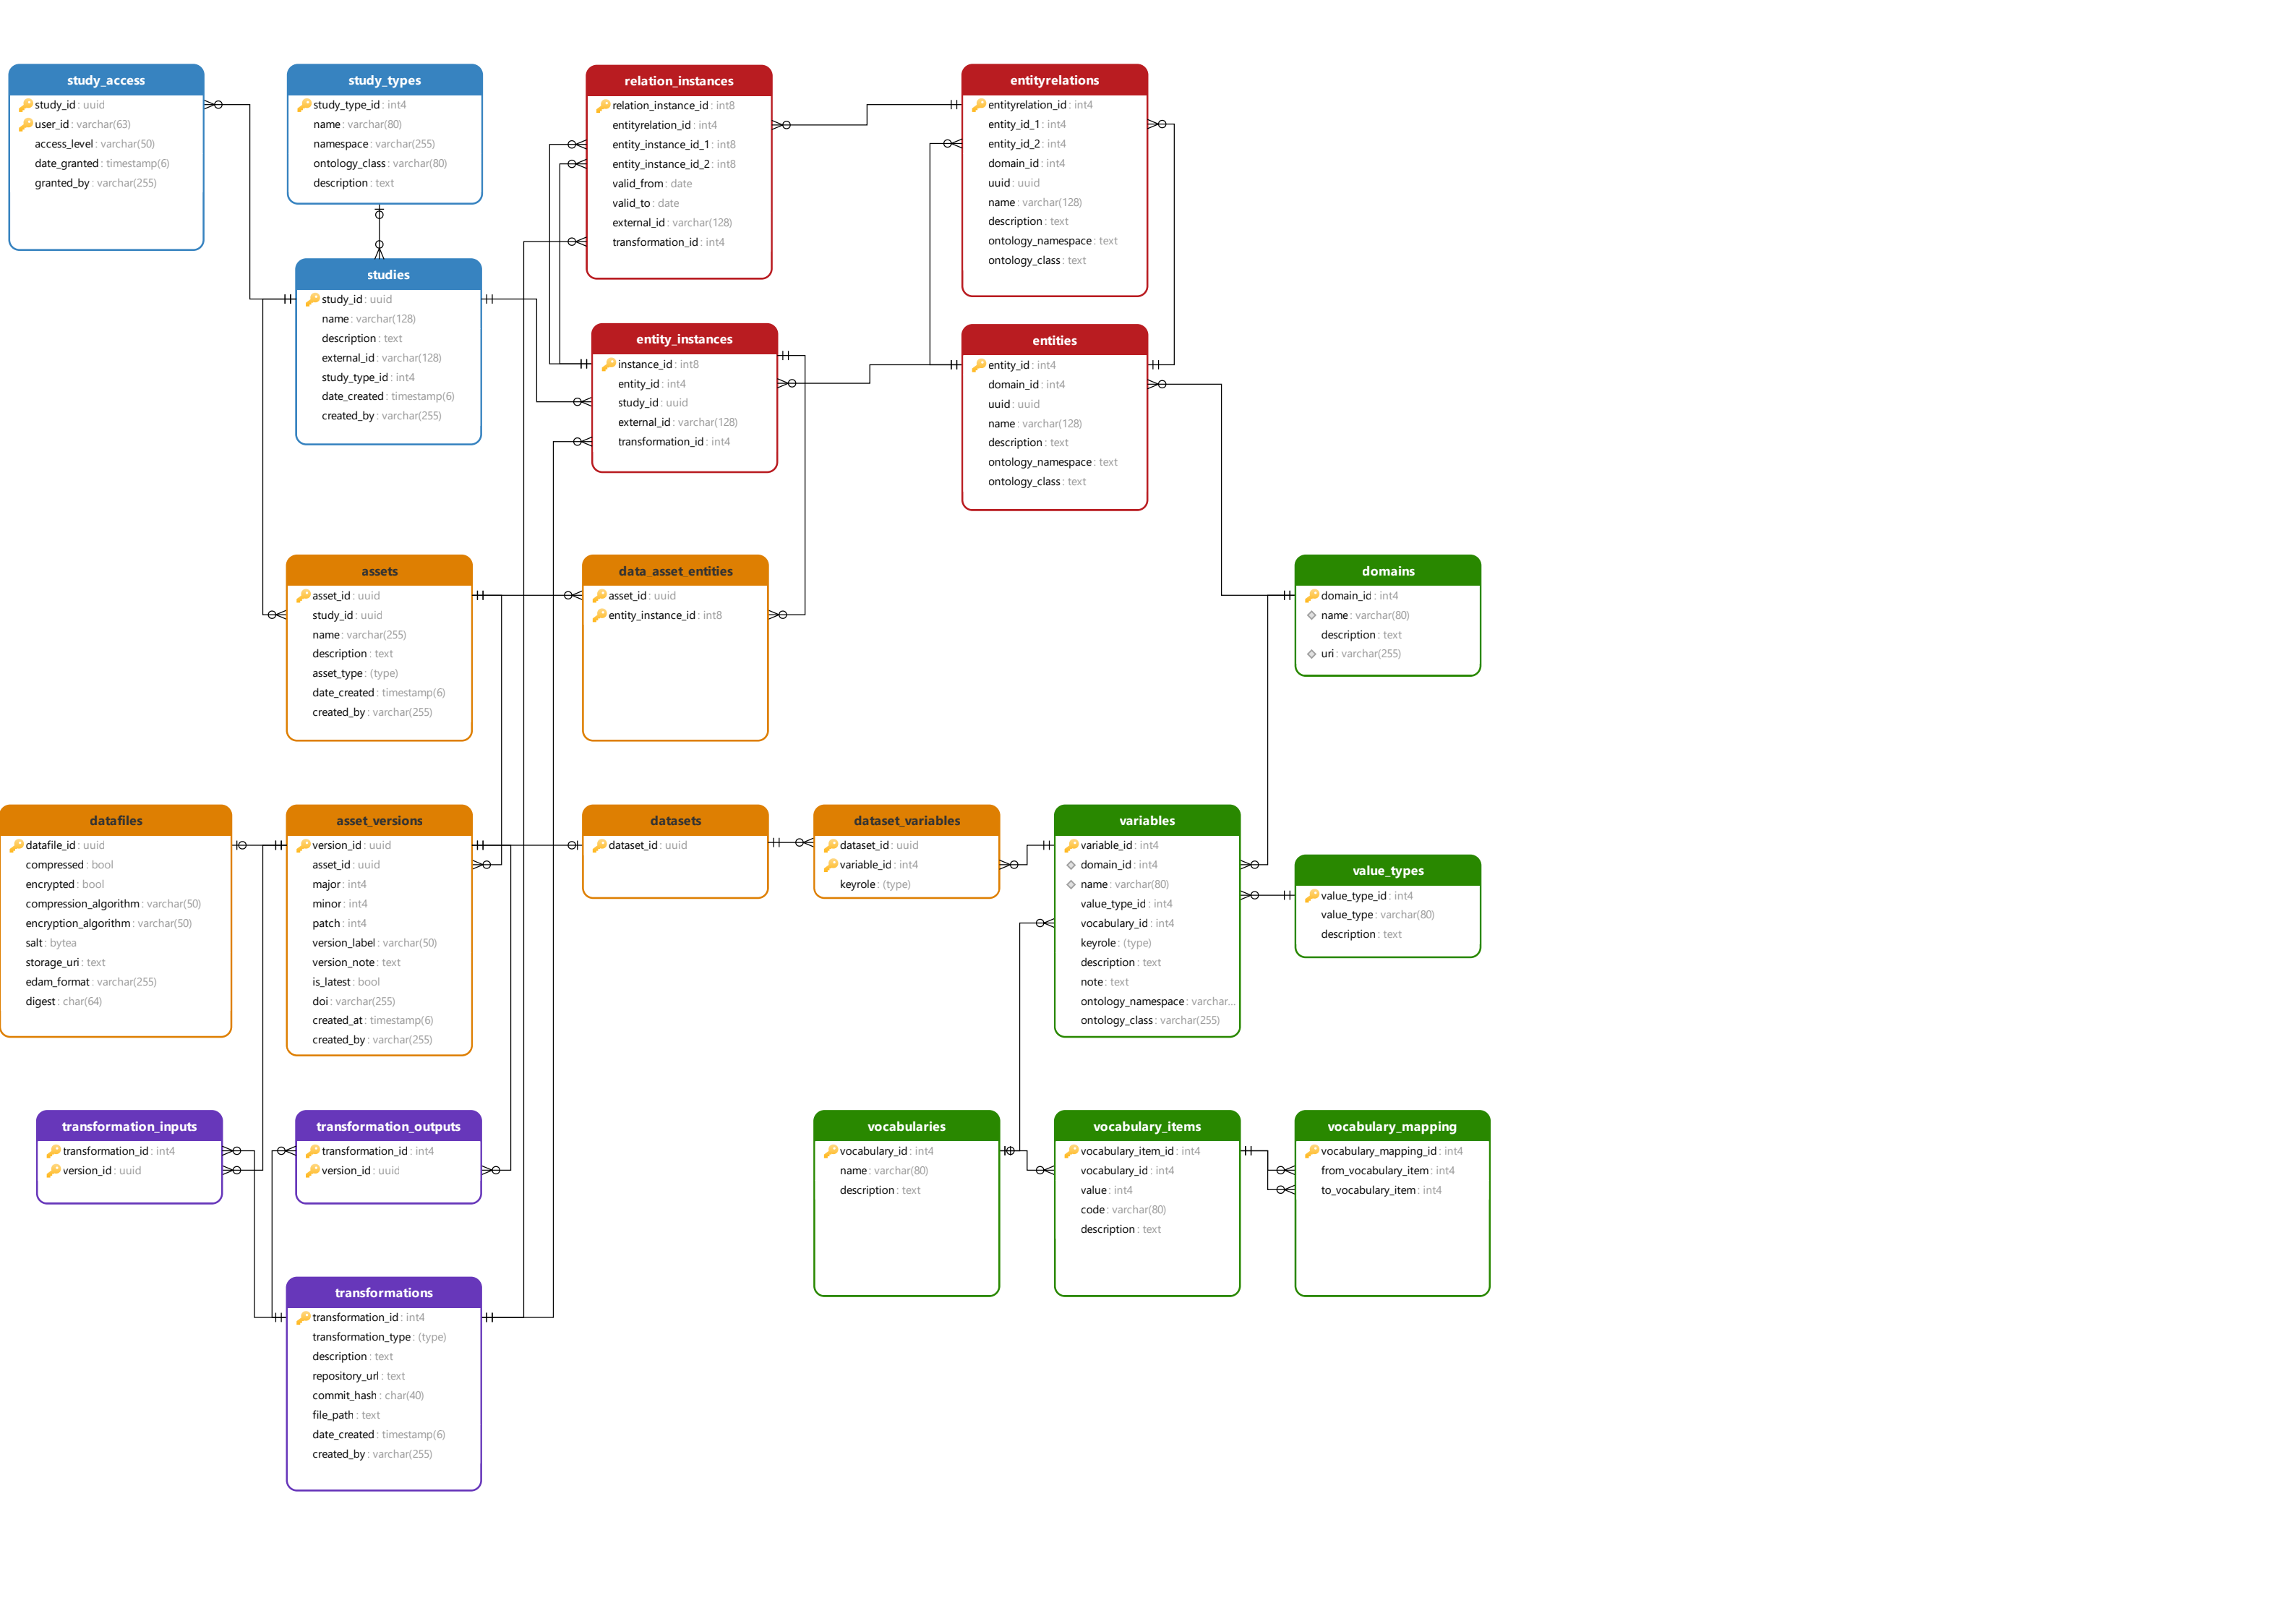 study_access
study_id : uuid
user_id : varchar(63)
access_level : varchar(50)
date_granted : timestamp(6)
granted_by : varchar(255)
study_types
study_type_id : int4
name : varchar(80)
namespace : varchar(255)
ontology_class : varchar(80)
description : text
relation_instances
relation_instance_id : int8
entityrelation_id : int4
entity_instance_id_1 : int8
entity_instance_id_2 : int8
valid_from : date
valid_to : date
external_id : varchar(128)
transformation_id : int4
entityrelations
entityrelation_id : int4
entity_id_1 : int4
entity_id_2 : int4
domain_id : int4
uuid : uuid
name : varchar(128)
description : text
ontology_namespace : text
ontology_class : text
studies
study_id : uuid
name : varchar(128)
description : text
external_id : varchar(128)
study_type_id : int4
date_created : timestamp(6)
created_by : varchar(255)
entity_instances
instance_id : int8
entity_id : int4
study_id : uuid
external_id : varchar(128)
transformation_id : int4
entities
entity_id : int4
domain_id : int4
uuid : uuid
name : varchar(128)
description : text
ontology_namespace : text
ontology_class : text
assets
asset_id : uuid
study_id : uuid
name : varchar(255)
description : text
asset_type : (type)
date_created : timestamp(6)
created_by : varchar(255)
data_asset_entities
asset_id : uuid
entity_instance_id : int8
domains
domain_id : int4
name : varchar(80)
description : text
uri : varchar(255)
datafiles
datafile_id : uuid
compressed : bool
encrypted : bool
compression_algorithm : varchar(50)
encryption_algorithm : varchar(50)
salt : bytea
storage_uri : text
edam_format : varchar(255)
digest : char(64)
asset_versions
version_id : uuid
asset_id : uuid
major : int4
minor : int4
patch : int4
version_label : varchar(50)
version_note : text
is_latest : bool
doi : varchar(255)
created_at : timestamp(6)
created_by : varchar(255)
datasets
dataset_id : uuid
dataset_variables
dataset_id : uuid
variable_id : int4
keyrole : (type)
variables
variable_id : int4
domain_id : int4
name : varchar(80)
value_type_id : int4
vocabulary_id : int4
keyrole : (type)
description : text
note : text
ontology_namespace : varchar...
ontology_class : varchar(255)
value_types
value_type_id : int4
value_type : varchar(80)
description : text
transformation_inputs
transformation_id : int4
version_id : uuid
transformation_outputs
transformation_id : int4
version_id : uuid
vocabularies
vocabulary_id : int4
name : varchar(80)
description : text
vocabulary_items
vocabulary_item_id : int4
vocabulary_id : int4
value : int4
code : varchar(80)
description : text
vocabulary_mapping
vocabulary_mapping_id : int4
from_vocabulary_item : int4
to_vocabulary_item : int4
transformations
transformation_id : int4
transformation_type : (type)
description : text
repository_url : text
commit_hash : char(40)
file_path : text
date_created : timestamp(6)
created_by : varchar(255)